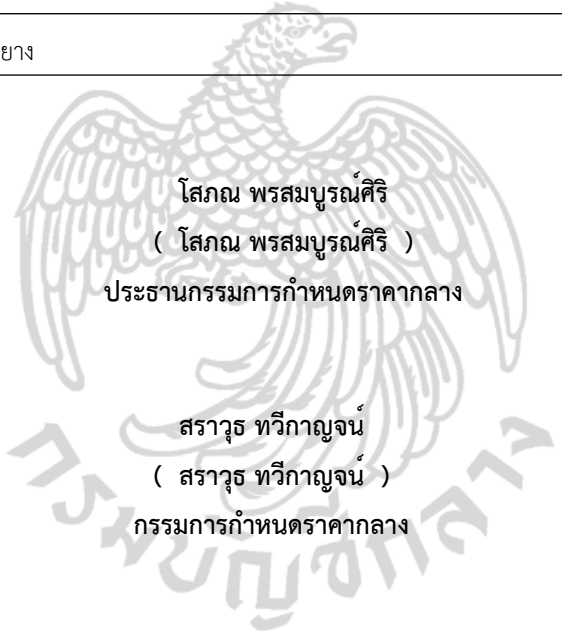 ยาง
โสภณ พรสมบูรณ์ศิริ
( โสภณ พรสมบูรณ์ศิริ )
ประธานกรรมการกำหนดราคากลาง
สราวุธ ทวีกาญจน์
( สราวุธ ทวีกาญจน์ )
กรรมการกำหนดราคากลาง
กรมบัญชีกลาง